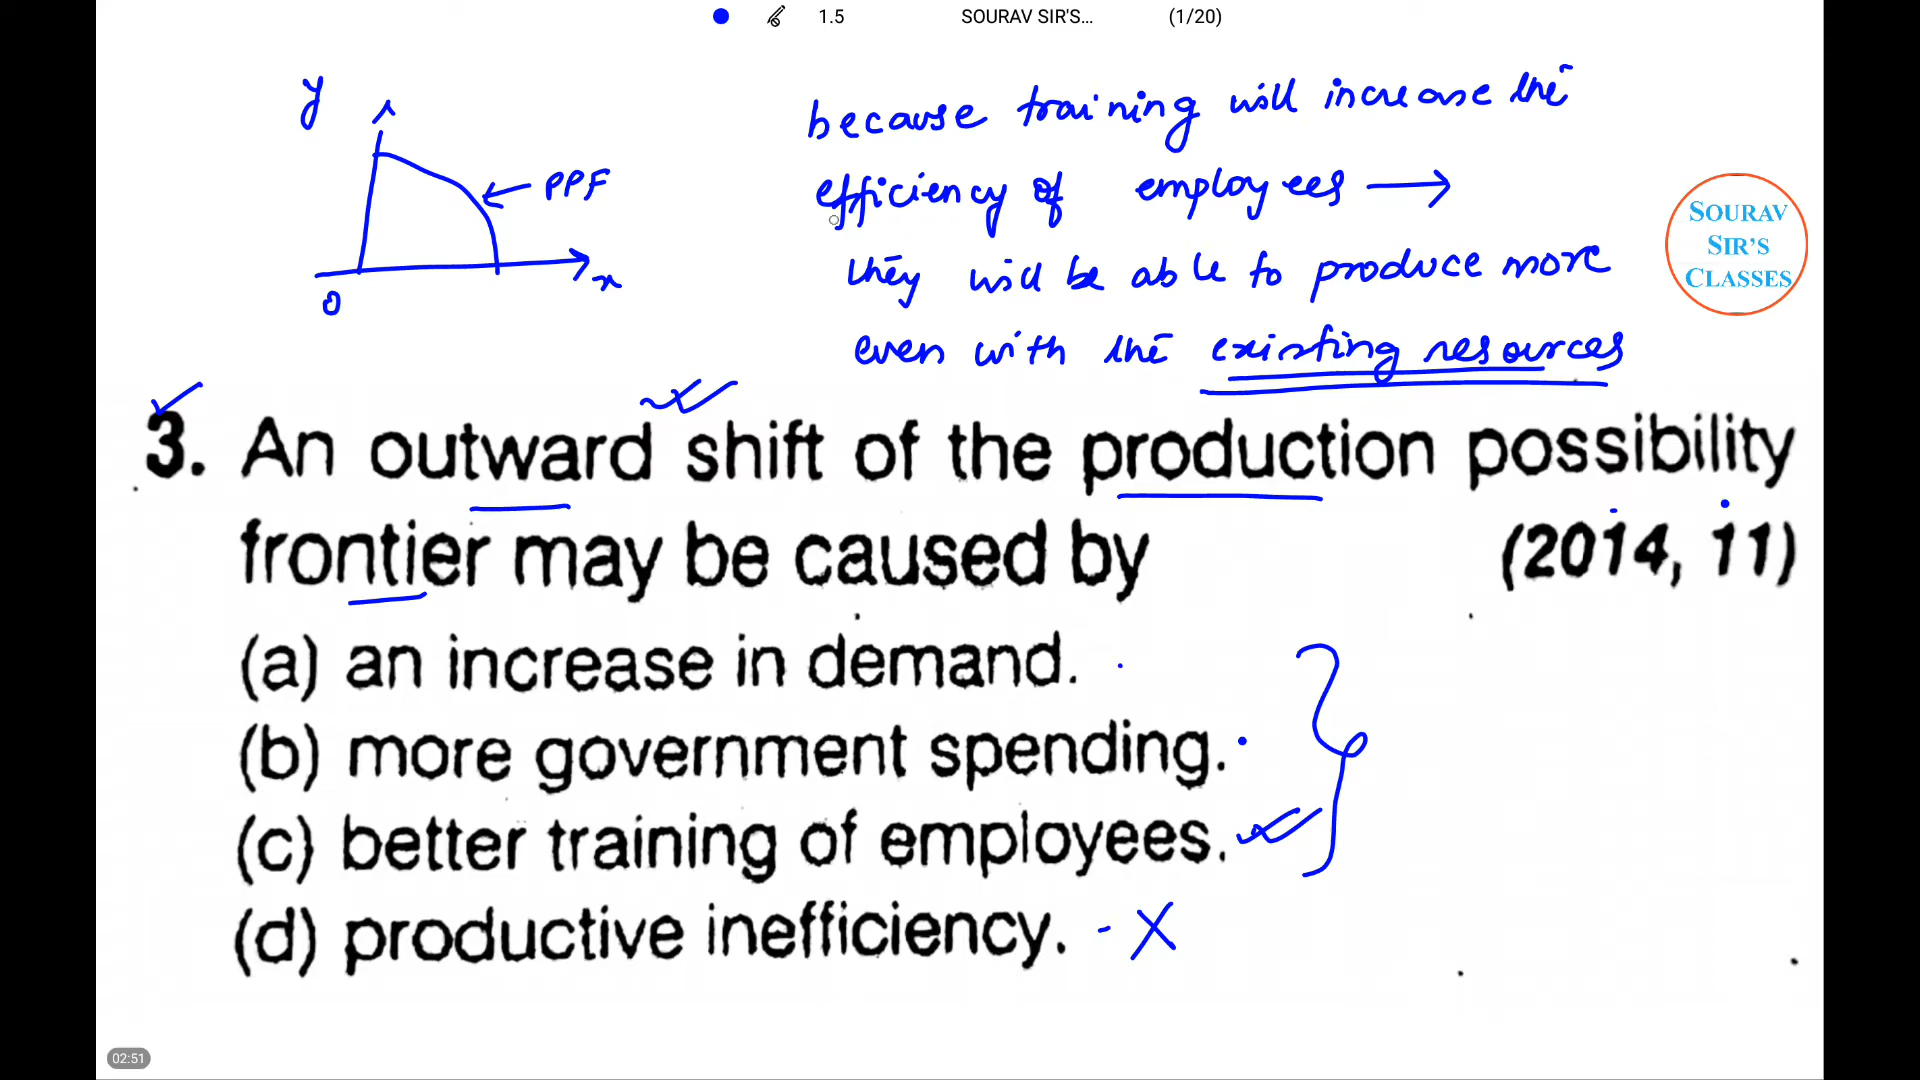 1.5 SOURAV SIR'S... (1/20)
y
PPF
x
0
because training will increase the
efficiency of employees →
they will be able to produce more
even with the existing resources
SOURAV
SIR'S
CLASSES
3. An outward shift of the production possibility
frontier may be caused by (2014, 11)
(a) an increase in demand.
(b) more government spending.
(c) better training of employees.
(d) productive inefficiency. - X
02:51